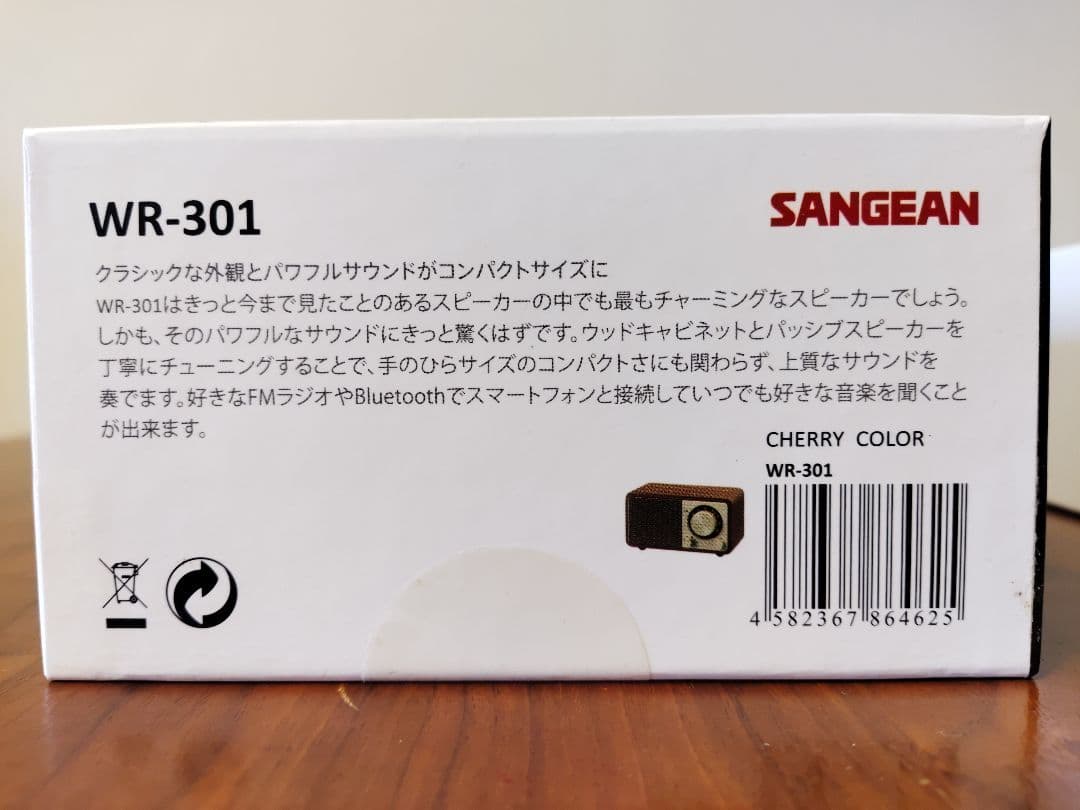 WR-301
SANGEAN
クラシックな外観とパワフルサウンドがコンパクトサイズに
WR-301はきっと今まで見たことのあるスピーカーの中でも最もチャーミングなスピーカーでしょう。
しかも、そのパワフルなサウンドにきっと驚くはずです。ウッドキャビネットとパッシブスピーカーを
丁寧にチューニングすることで、手のひらサイズのコンパクトさにも関わらず、上質なサウンドを
奏でます。好きなFMラジオやBluetoothでスマートフォンと接続していつでも好きな音楽を聞くこと
が出来ます。
CHERRY COLOR
WR-301
4 582367 864625